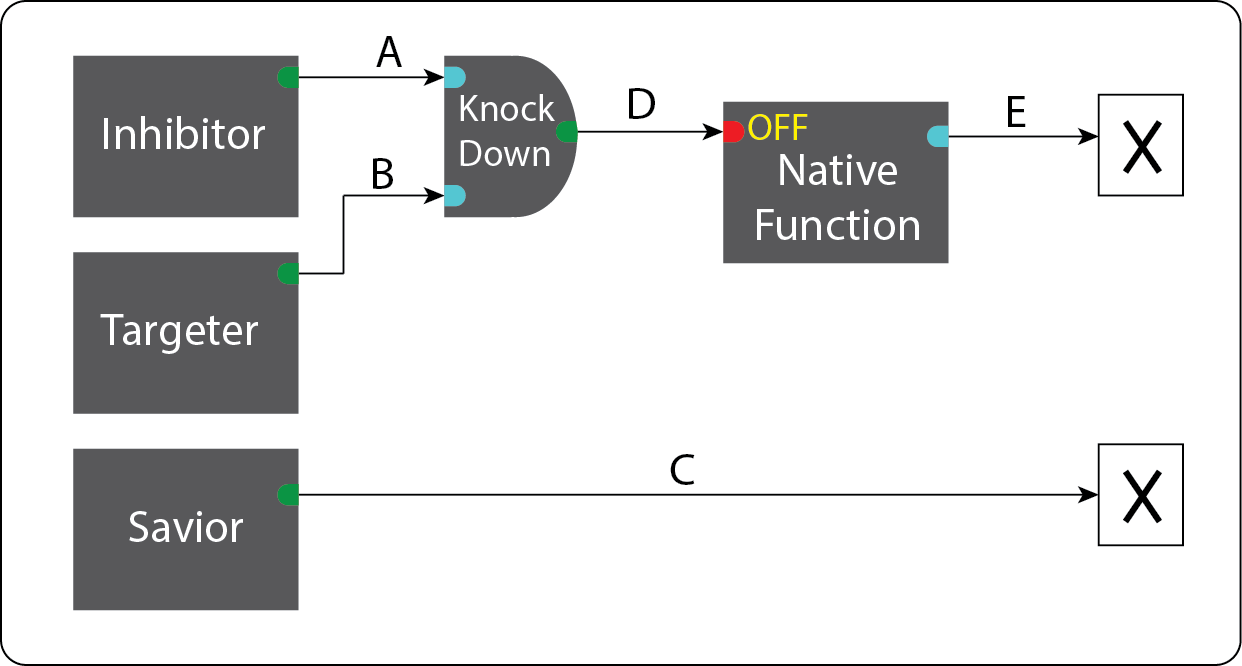 A
Knock
Down
Inhibitor
B
D
OFF
Native
Function
E
X
Targeter
Savior
C
X